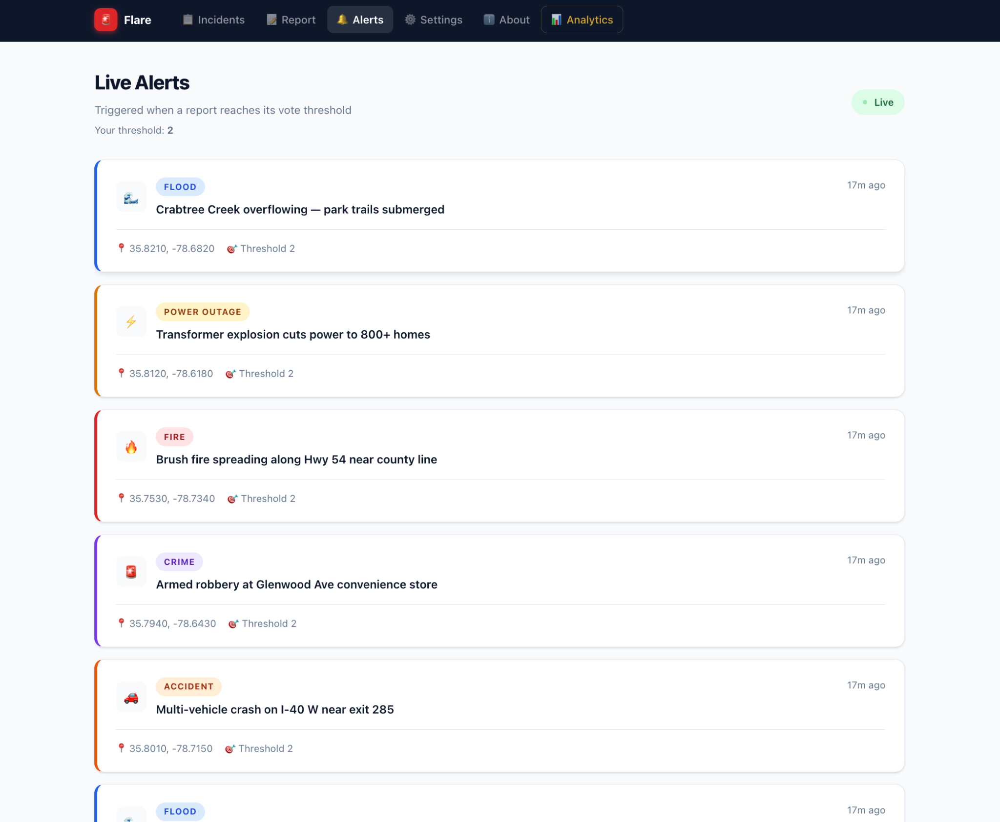 Flare Incidents Report Alerts Settings About Analytics
Live Alerts
Triggered when a report reaches its vote threshold
Your threshold: 2
Live
FLOOD
17m ago
Crabtree Creek overflowing — park trails submerged
35.8210, -78.6820 Threshold 2
POWER OUTAGE
17m ago
Transformer explosion cuts power to 800+ homes
35.8120, -78.6180 Threshold 2
FIRE
17m ago
Brush fire spreading along Hwy 54 near county line
35.7530, -78.7340 Threshold 2
CRIME
17m ago
Armed robbery at Glenwood Ave convenience store
35.7940, -78.6430 Threshold 2
ACCIDENT
17m ago
Multi-vehicle crash on I-40 W near exit 285
35.8010, -78.7150 Threshold 2
FLOOD
17m ago